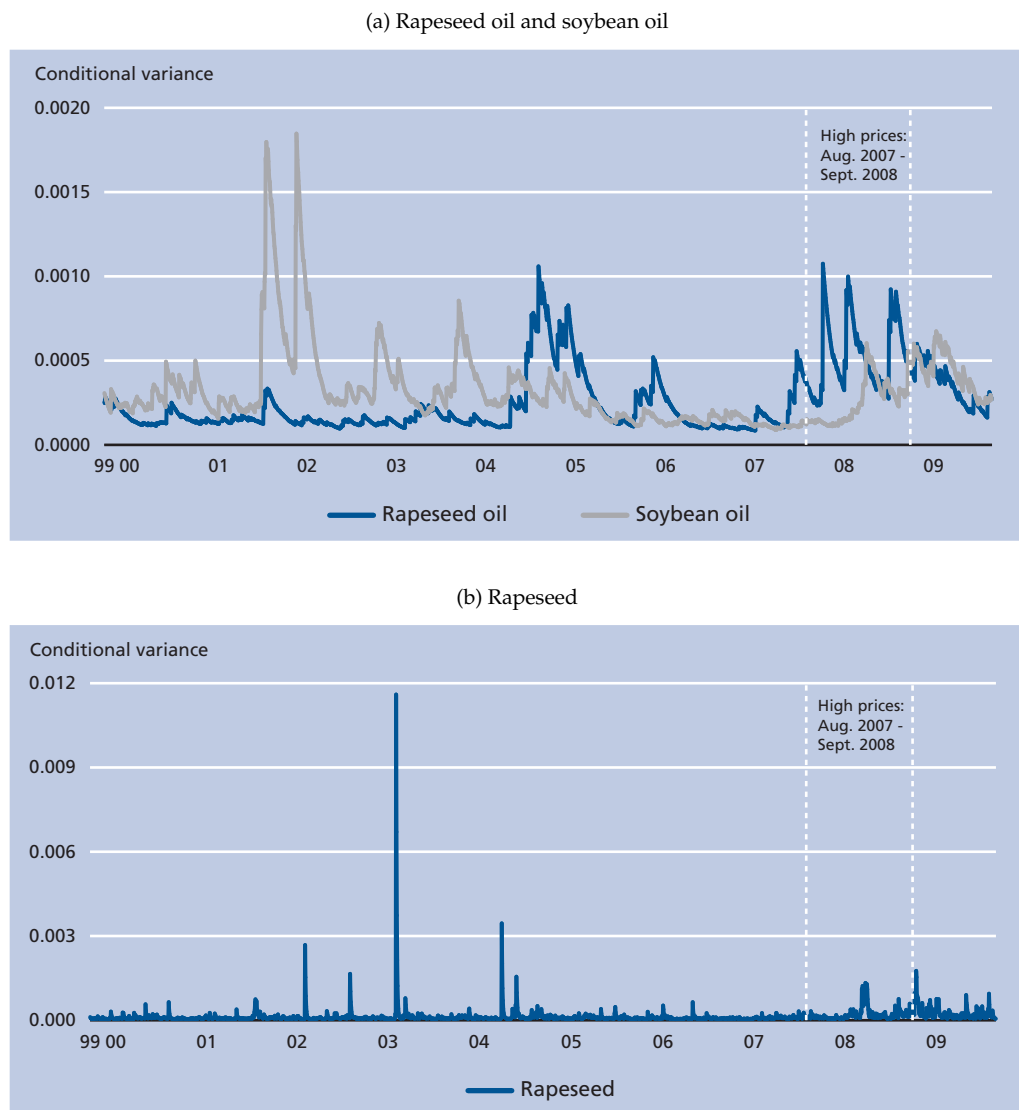 (a) Rapeseed oil and soybean oil
Conditional variance
0.0020
High prices:
Aug. 2007 -
Sept. 2008
0.0015
0.0010
0.0005
0.0000
99 00 01 02 03 04 05 06 07 08 09
Rapeseed oil Soybean oil
(b) Rapeseed
Conditional variance
0.012
High prices:
Aug. 2007 -
Sept. 2008
0.009
0.006
0.003
0.000
99 00 01 02 03 04 05 06 07 08 09
Rapeseed